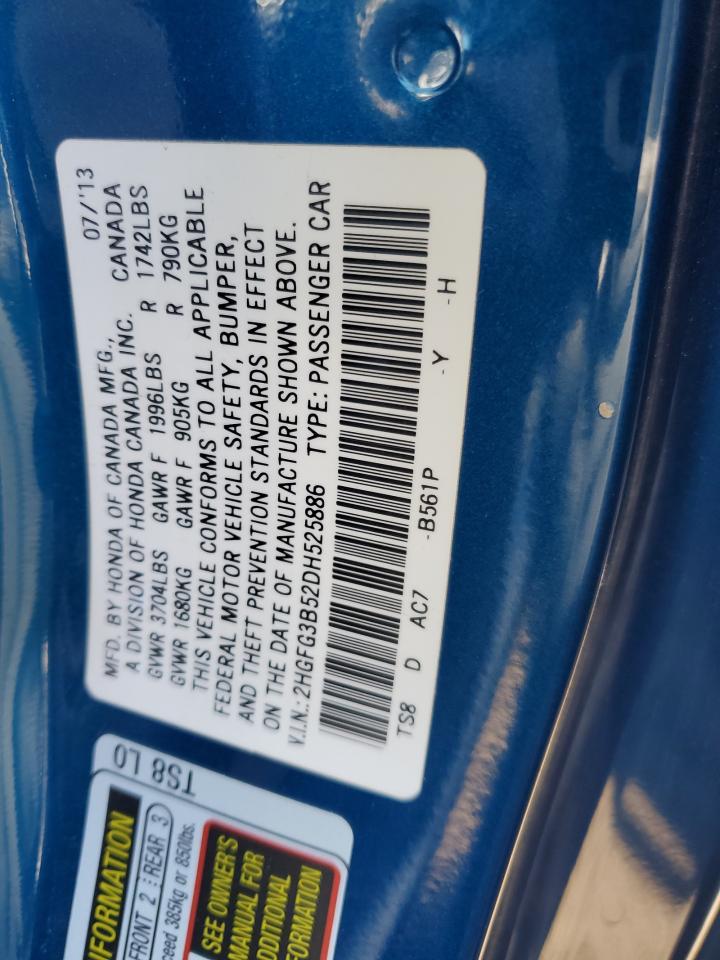 07/'13
MFD. BY HONDA OF CANADA MFG.,
A DIVISION OF HONDA CANADA INC. CANADA
GVWR 3704LBS GAWR F 1996LBS R 1742LBS
GVWR 1680KG GAWR F 905KG R 790KG
THIS VEHICLE CONFORMS TO ALL APPLICABLE
FEDERAL MOTOR VEHICLE SAFETY, BUMPER,
AND THEFT PREVENTION STANDARDS IN EFFECT
ON THE DATE OF MANUFACTURE SHOWN ABOVE.
V.I.N.: 2HGFG3B52DH525886 TYPE: PASSENGER CAR
TS8 D AC7 -B561P -Y -H
TS8 L0
FRONT 2 REAR 3
385kg or 850lbs.
SEE OWNER'S
MANUAL FOR